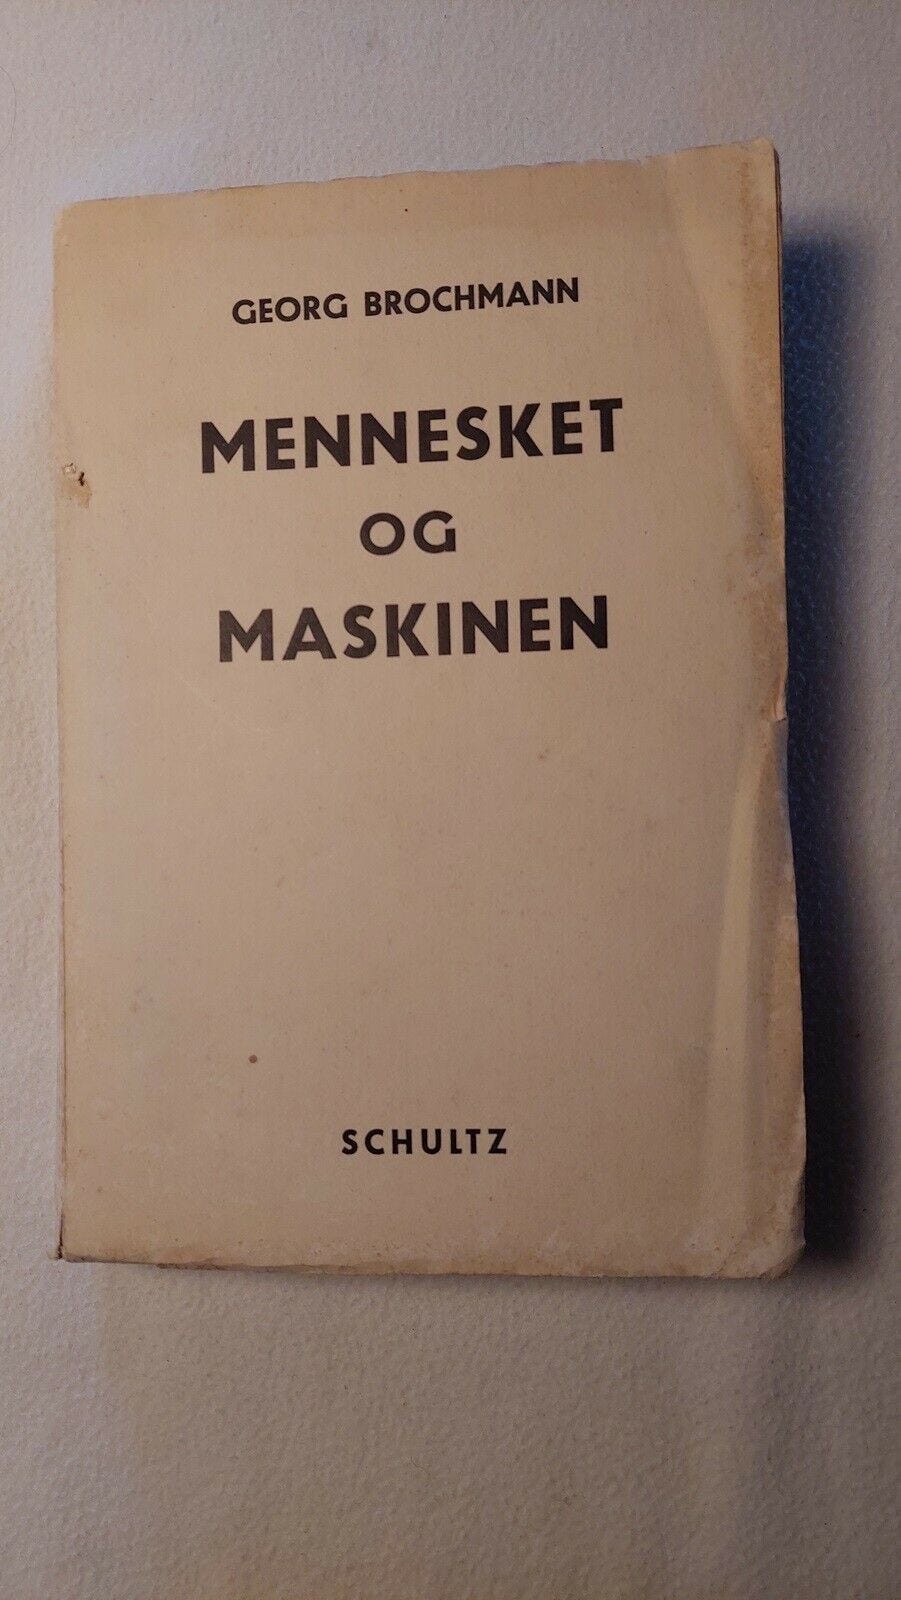 GEORG BROCHMANN
MENNESKET
OG
MASKINEN
SCHULTZ